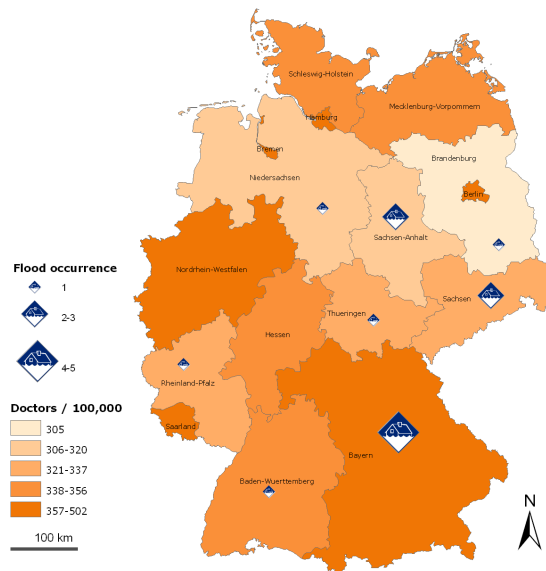 Schleswig-Holstein
Mecklenburg-Vorpommern
Hamburg
Bremen
Brandenburg
Niedersachsen
Berlin
Sachsen-Anhalt
Nordrhein-Westfalen
Sachsen
Thueringen
Hessen
Rheinland-Pfalz
Saarland
Bayern
Baden-Wuerttemberg
Flood occurrence
1
2-3
4-5
Doctors / 100,000
305
306-320
321-337
338-356
357-502
100 km
N